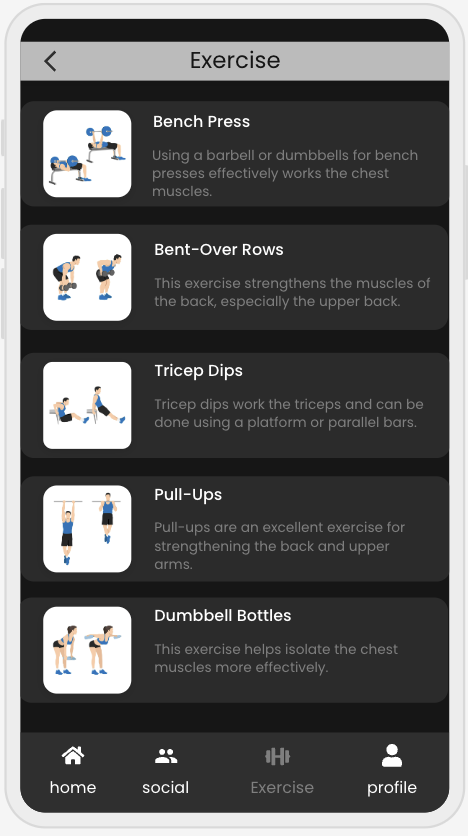 Exercise
Bench Press
Using a barbell or dumbbells for bench
presses effectively works the chest
muscles.
Bent-Over Rows
This exercise strengthens the muscles of
the back, especially the upper back.
Tricep Dips
Tricep dips work the triceps and can be
done using a platform or parallel bars.
Pull-Ups
Pull-ups are an excellent exercise for
strengthening the back and upper
arms.
Dumbbell Bottles
This exercise helps isolate the chest
muscles more effectively.
home social Exercise profile